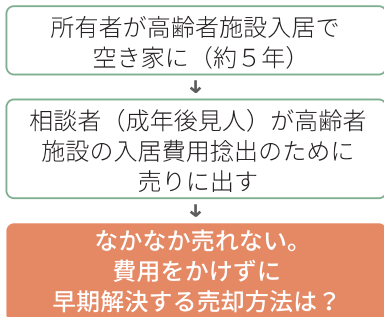 所有者が高齢者施設入居で
空き家に（約５年）
相談者（成年後見人）が高齢者
施設の入居費用捻出のために
売りに出す
なかなか売れない。
費用をかけずに
早期解決する売却方法は？